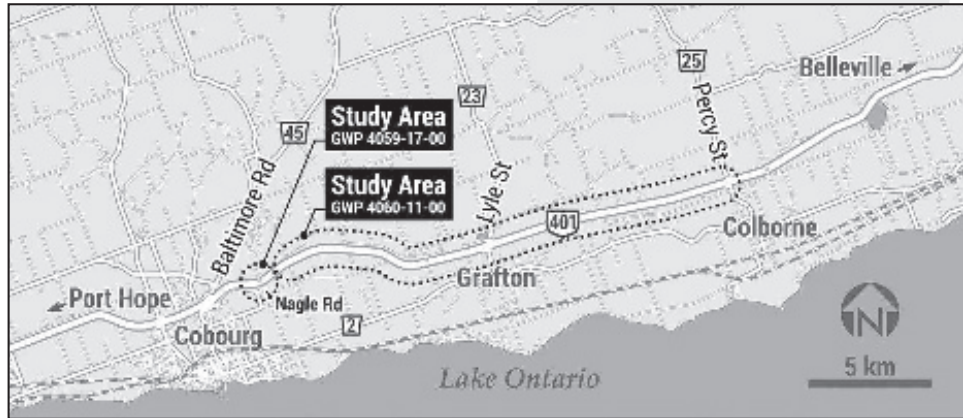 25
Belleville
23
Study Area
GWP 4059-17-00
45
Percy St
Study Area
GWP 4060-11-00
Baltimore Rd
Lyle St
401
Colborne
Grafton
Port Hope
Nagle Rd
2
Cobourg
N
5 km
Lake Ontario